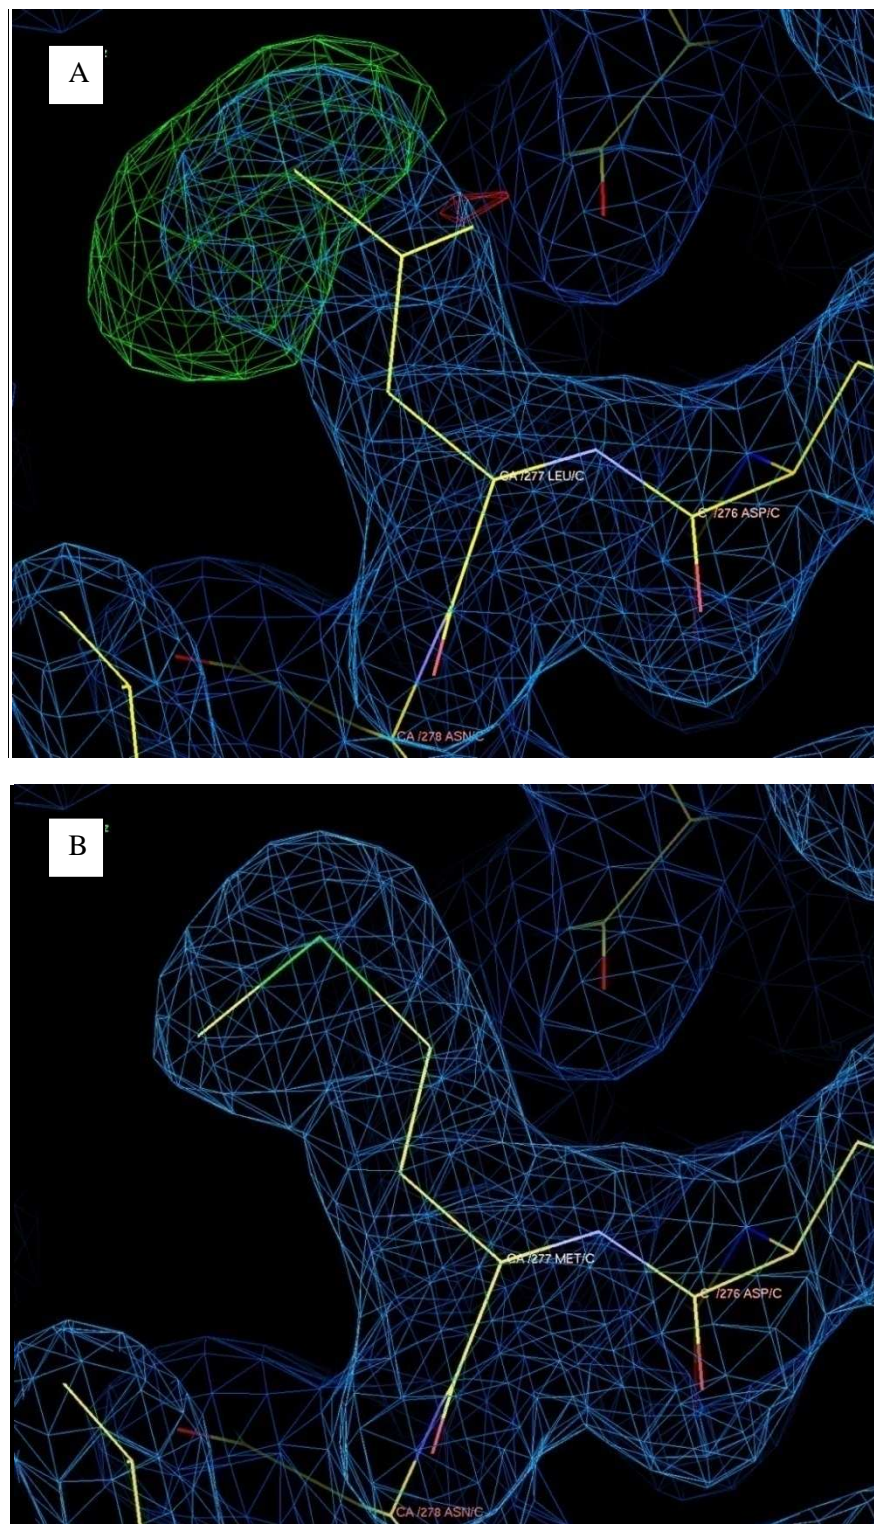 A
CA /277 LEU/C
C /276 ASP/C
CA /278 ASN/C
B
CA /277 MET/C
C /276 ASP/C
CA /278 ASN/C